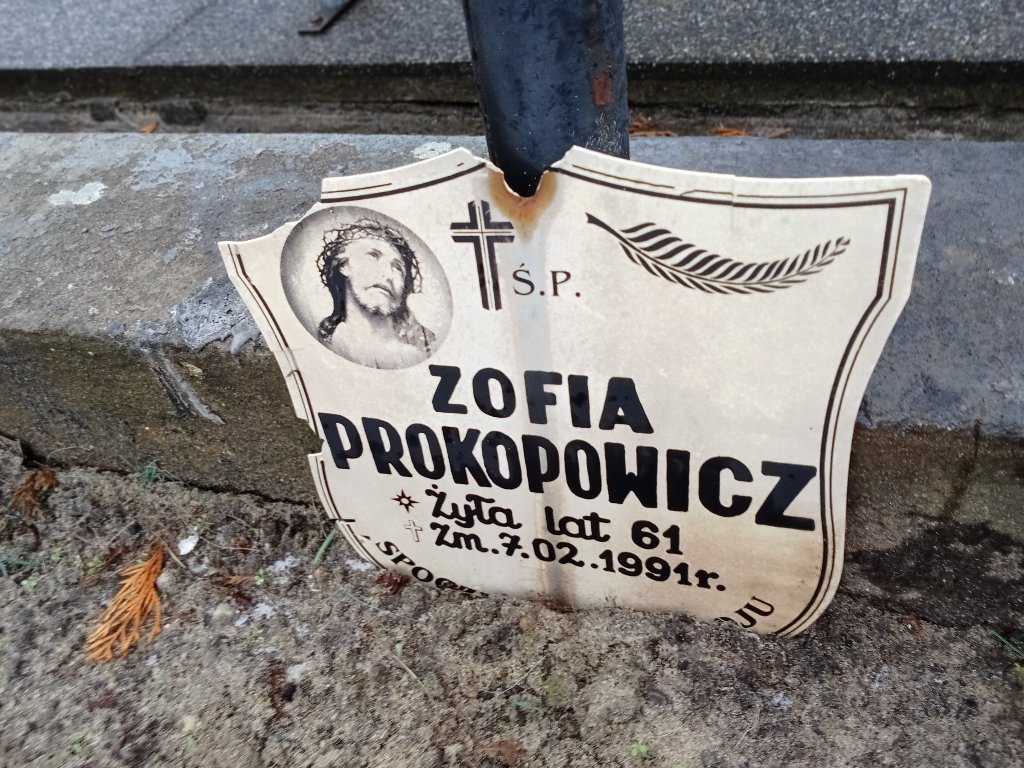 Ś.P.
ZOFIA
PROKOPOWICZ
Żyła lat 61
Zm. 7.02.1991r.